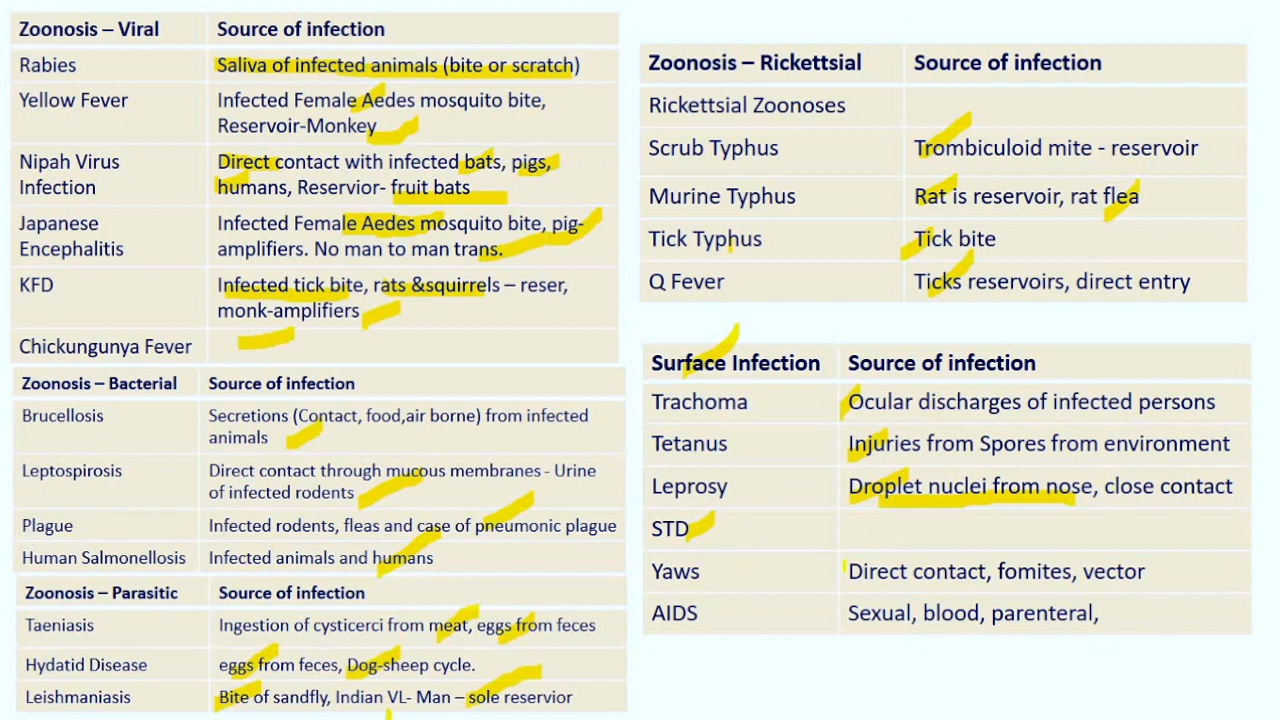 Zoonosis – Viral Source of infection
Rabies Saliva of infected animals (bite or scratch)
Yellow Fever Infected Female Aedes mosquito bite,
Reservoir-Monkey
Nipah Virus Direct contact with infected bats, pigs,
Infection humans, Reservior- fruit bats
Japanese Infected Female Aedes mosquito bite, pig-
Encephalitis amplifiers. No man to man trans.
KFD Infected tick bite, rats &squirrels – reser,
monk-amplifiers
Chickungunya Fever
Zoonosis – Bacterial Source of infection
Brucellosis Secretions (Contact, food,air borne) from infected
animals
Leptospirosis Direct contact through mucous membranes - Urine
of infected rodents
Plague Infected rodents, fleas and case of pneumonic plague
Human Salmonellosis Infected animals and humans
Zoonosis – Parasitic Source of infection
Taeniasis Ingestion of cysticerci from meat, eggs from feces
Hydatid Disease eggs from feces, Dog-sheep cycle.
Leishmaniasis Bite of sandfly, Indian VL- Man – sole reservior
Zoonosis – Rickettsial Source of infection
Rickettsial Zoonoses
Scrub Typhus Trombiculoid mite - reservoir
Murine Typhus Rat is reservoir, rat flea
Tick Typhus Tick bite
Q Fever Ticks reservoirs, direct entry
Surface Infection Source of infection
Trachoma Ocular discharges of infected persons
Tetanus Injuries from Spores from environment
Leprosy Droplet nuclei from nose, close contact
STD
Yaws Direct contact, fomites, vector
AIDS Sexual, blood, parenteral,